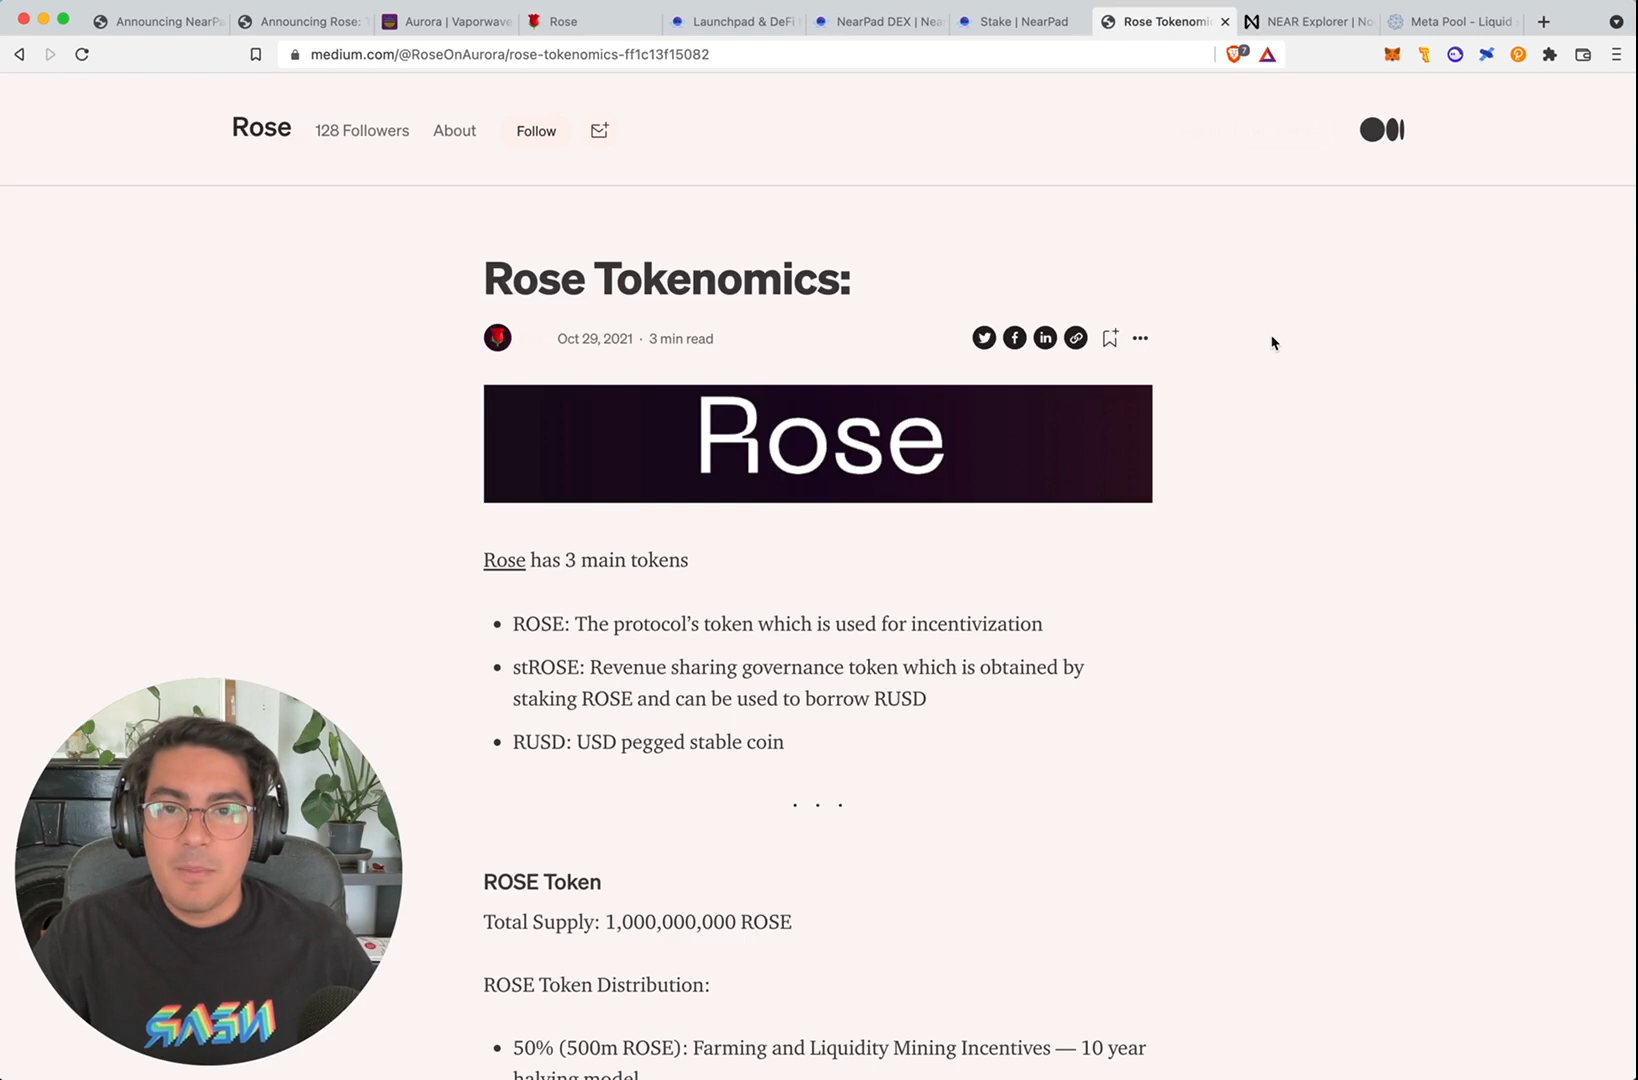 Announcing NearPa
Announcing Rose: T
Aurora | Vaporwave
Rose
Launchpad & DeFi
NearPad DEX | Nea
Stake | NearPad
Rose Tokenomic
NEAR Explorer | No
Meta Pool - Liquid
medium.com/@RoseOnAurora/rose-tokenomics-ff1c13f15082
7
Rose
128 Followers
About
Follow
Rose Tokenomics:
Oct 29, 2021 · 3 min read
Rose
Rose has 3 main tokens
• ROSE: The protocol’s token which is used for incentivization
• stROSE: Revenue sharing governance token which is obtained by
staking ROSE and can be used to borrow RUSD
• RUSD: USD pegged stable coin
. . .
ROSE Token
Total Supply: 1,000,000,000 ROSE
ROSE Token Distribution:
• 50% (500m ROSE): Farming and Liquidity Mining Incentives — 10 year
halving model
NEAR